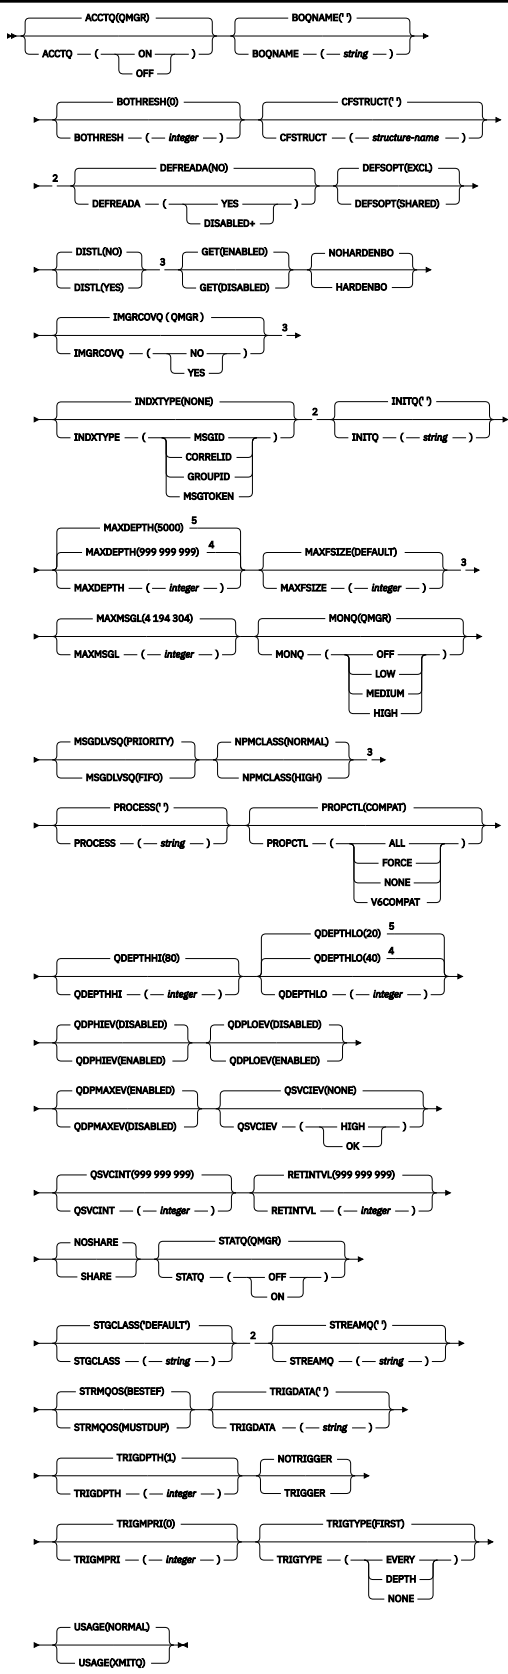 ACCTQ(QMGR) BOQNAME(' ')
ACCTQ ( ON ) BOQNAME ( string )
OFF
BOTHRESH(0) CFSTRUCT(' ')
BOTHRESH ( integer ) CFSTRUCT ( structure-name )
2 DEFREADA(NO) DEFSOPT(EXCL)
DEFREADA ( YES ) DEFSOPT(SHARED)
DISABLED+
DISTL(NO) 3 GET(ENABLED) NOHARDENBO
DISTL(YES) GET(DISABLED) HARDENBO
IMGRCOVQ ( QMGR ) 3
IMGRCOVQ ( NO )
YES
INDXTYPE(NONE) 2 INITQ(' ')
INDXTYPE ( MSGID ) INITQ ( string )
CORRELID
GROUPID
MSGTOKEN
MAXDEPTH(5000) 5
MAXDEPTH(999 999 999) 4 MAXFSIZE(DEFAULT) 3
MAXDEPTH ( integer ) MAXFSIZE ( integer )
MAXMSGL(4 194 304) MONQ(QMGR)
MAXMSGL ( integer ) MONQ ( OFF )
LOW
MEDIUM
HIGH
MSGDLVSQ(PRIORITY) NPMCLASS(NORMAL) 3
MSGDLVSQ(FIFO) NPMCLASS(HIGH)
PROCESS(' ') PROPCTL(COMPAT)
PROCESS ( string ) PROPCTL ( ALL )
FORCE
NONE
V6COMPAT
QDEPTHLO(20) 5
QDEPTHHI(80) QDEPTHLO(40) 4
QDEPTHHI ( integer ) QDEPTHLO ( integer )
QDPHIEV(DISABLED) QDPLOEV(DISABLED)
QDPHIEV(ENABLED) QDPLOEV(ENABLED)
QDPMAXEV(ENABLED) QSVCIEV(NONE)
QDPMAXEV(DISABLED) QSVCIEV ( HIGH )
OK
QSVCINT(999 999 999) RETINTVL(999 999 999)
QSVCINT ( integer ) RETINTVL ( integer )
NOSHARE STATQ(QMGR)
SHARE STATQ ( OFF )
ON
STGCLASS('DEFAULT') 2 STREAMQ(' ')
STGCLASS ( string ) STREAMQ ( string )
STRMQOS(BESTEF) TRIGDATA(' ')
STRMQOS(MUSTDUP) TRIGDATA ( string )
TRIGDPTH(1) NOTRIGGER
TRIGDPTH ( integer ) TRIGGER
TRIGMPRI(0) TRIGTYPE(FIRST)
TRIGMPRI ( integer ) TRIGTYPE ( EVERY )
DEPTH
NONE
USAGE(NORMAL)
USAGE(XMITQ)